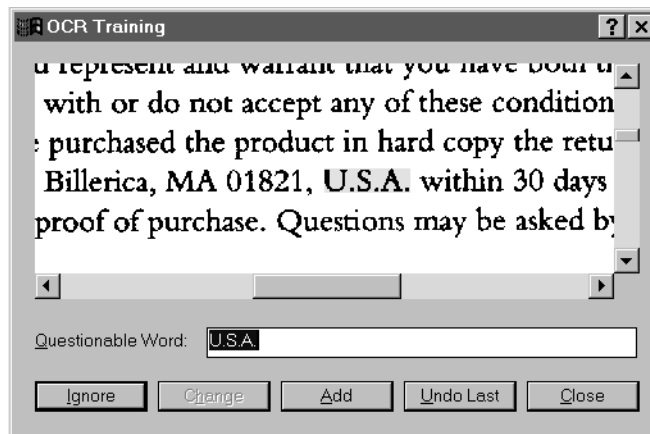 OCR Training
u represent and warrant that you have both t
with or do not accept any of these condition
purchased the product in hard copy the retu
Billerica, MA 01821, U.S.A. within 30 days
proof of purchase. Questions may be asked by
Questionable Word: U.S.A.
Ignore Change Add Undo Last Close